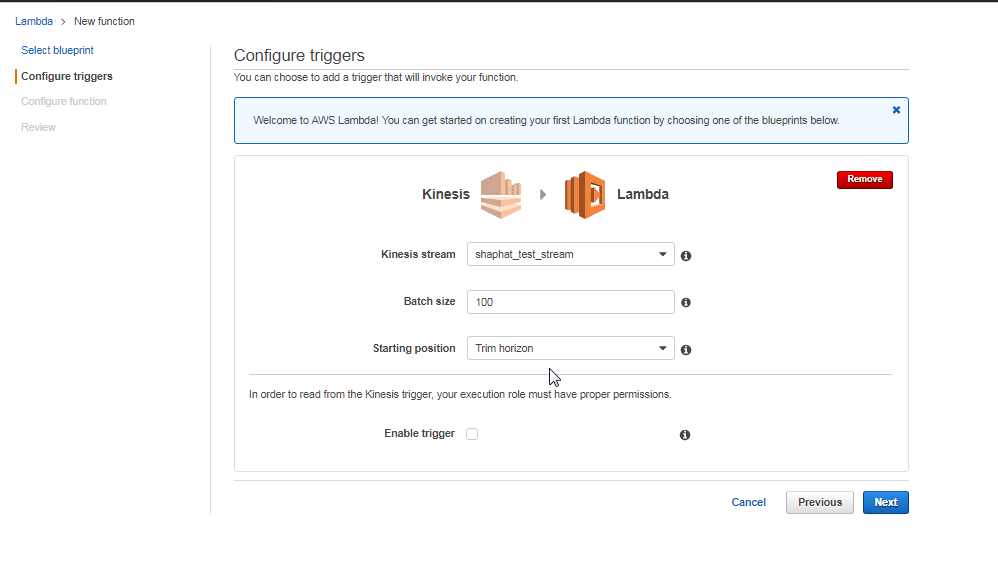 Lambda > New function
Select blueprint
Configure triggers
Configure function
Review
Configure triggers
You can choose to add a trigger that will invoke your function.
Welcome to AWS Lambda! You can get started on creating your first Lambda function by choosing one of the blueprints below.
Remove
Kinesis
Lambda
Kinesis stream shaphat_test_stream
Batch size 100
Starting position Trim horizon
In order to read from the Kinesis trigger, your execution role must have proper permissions.
Enable trigger
Cancel Previous Next